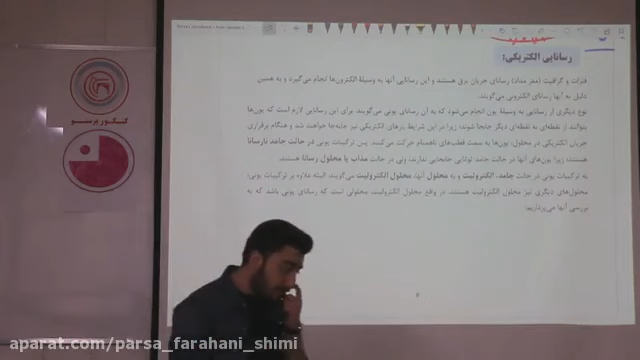 رسانایی الکتریکی:
فلزات و گرافیت (مغز مداد) رسانای جریان برق هستند و این رسانایی آنها به وسیلهٔ الکترون‌ها انجام می‌گیرد و به همین
دلیل به آنها رسانای الکترونی می‌گویند.
نوع دیگری از رسانایی به وسیلهٔ یون انجام می‌شود که به آن رسانای یونی می‌گویند. برای این رسانایی لازم است که یون‌ها
بتوانند از نقطه‌ای به نقطه‌ای دیگر جابجا شوند؛ زیرا در این شرایط بارهای الکتریکی نیز جابه‌جا خواهند شد و هنگام برقراری
جریان الکتریکی در محلول، یون‌ها به سمت قطب‌های ناهمنام حرکت می‌کنند. پس ترکیبات یونی در حالت جامد نارسانا
هستند؛ زیرا یون‌های آنها در حالت جامد توانایی جابجایی ندارند، ولی در حالت مذاب یا محلول رسانا هستند.
به ترکیبات یونی در حالت جامد، الکترولیت و به محلول آنها، محلول الکترولیت می‌گویند. البته علاوه بر ترکیبات یونی،
محلول‌های دیگری نیز محلول الکترولیت هستند. در واقع محلول الکترولیت، محلولی است که رسانای یونی باشد که به
بررسی آنها می‌پردازیم.
کنکور پرستو
aparat.com/parsa_farahani_shimi